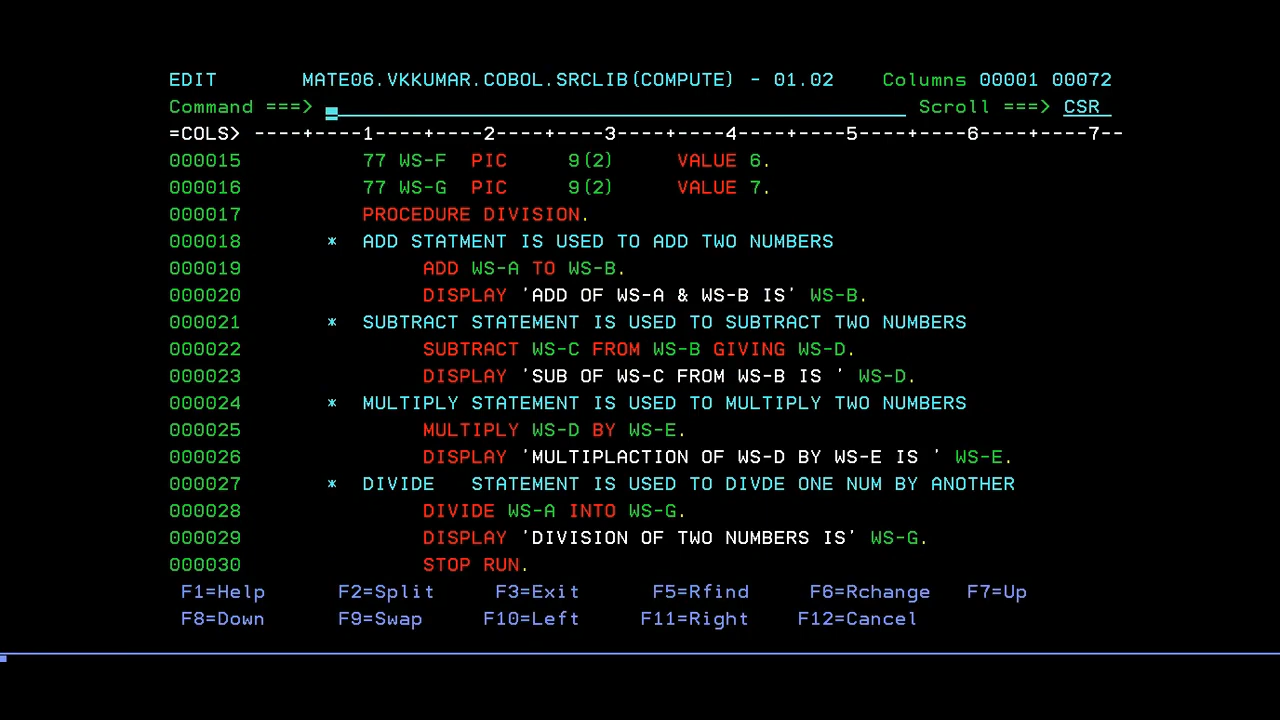 EDIT MATE06.VKKUMAR.COBOL.SRCLIB(COMPUTE) - 01.02 Columns 00001 00072
Command ===> Scroll ===> CSR
=COLS> ----+----1----+----2----+----3----+----4----+----5----+----6----+----7--
000015 77 WS-F PIC 9(2) VALUE 6.
000016 77 WS-G PIC 9(2) VALUE 7.
000017 PROCEDURE DIVISION.
000018 * ADD STATMENT IS USED TO ADD TWO NUMBERS
000019 ADD WS-A TO WS-B.
000020 DISPLAY 'ADD OF WS-A & WS-B IS' WS-B.
000021 * SUBTRACT STATEMENT IS USED TO SUBTRACT TWO NUMBERS
000022 SUBTRACT WS-C FROM WS-B GIVING WS-D.
000023 DISPLAY 'SUB OF WS-C FROM WS-B IS ' WS-D.
000024 * MULTIPLY STATEMENT IS USED TO MULTIPLY TWO NUMBERS
000025 MULTIPLY WS-D BY WS-E.
000026 DISPLAY 'MULTIPLACTION OF WS-D BY WS-E IS ' WS-E.
000027 * DIVIDE STATEMENT IS USED TO DIVDE ONE NUM BY ANOTHER
000028 DIVIDE WS-A INTO WS-G.
000029 DISPLAY 'DIVISION OF TWO NUMBERS IS' WS-G.
000030 STOP RUN.
F1=Help F2=Split F3=Exit F5=Rfind F6=Rchange F7=Up
F8=Down F9=Swap F10=Left F11=Right F12=Cancel